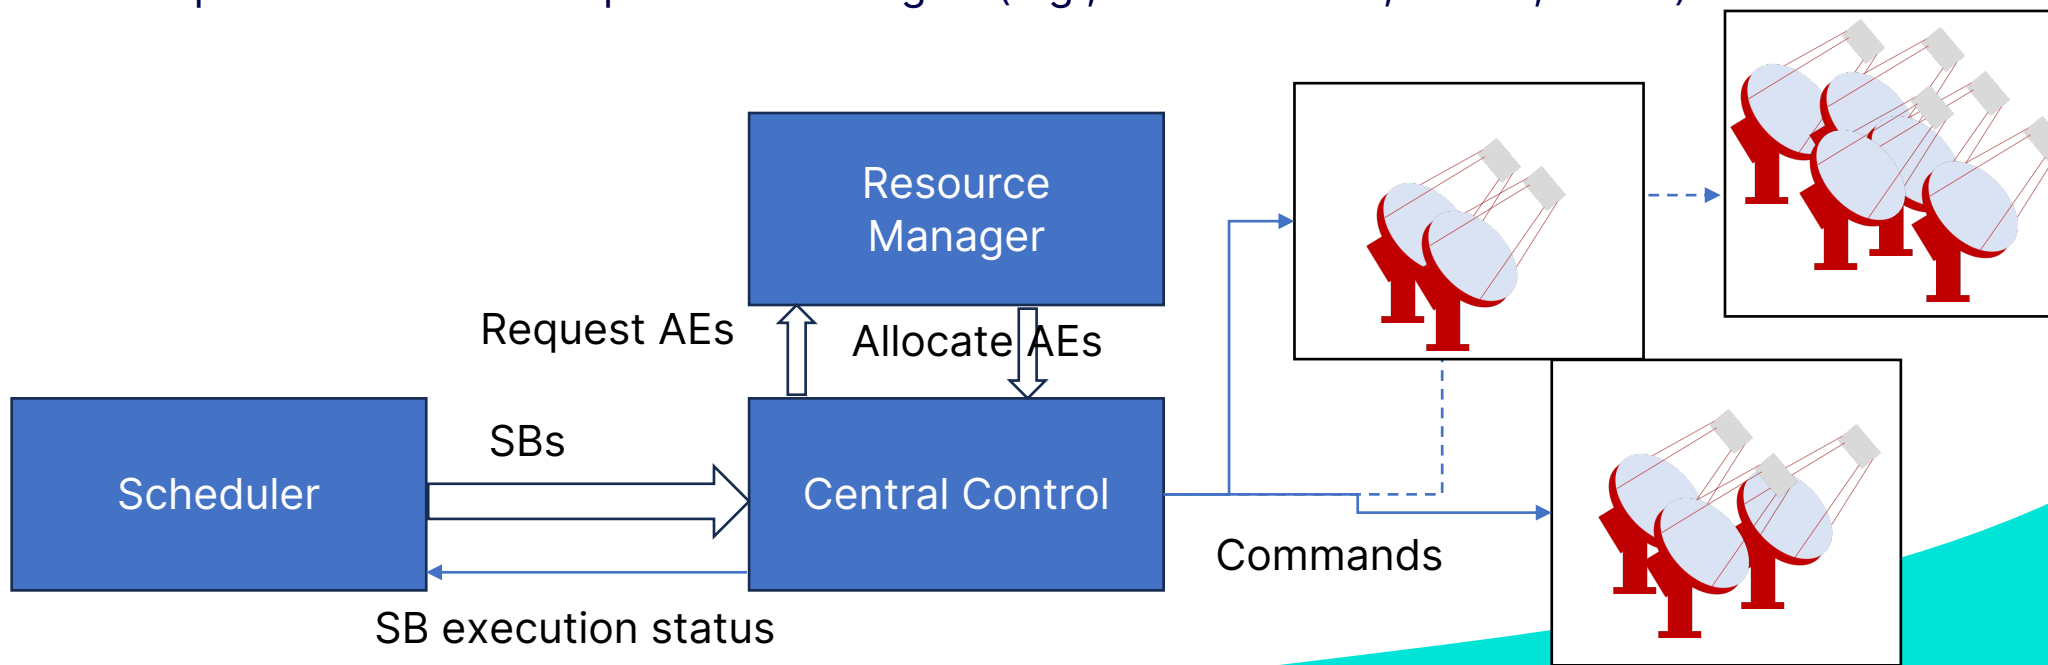 Resource
Manager
Request AEs
Allocate AEs
SBs
Scheduler
Central Control
Commands
SB execution status